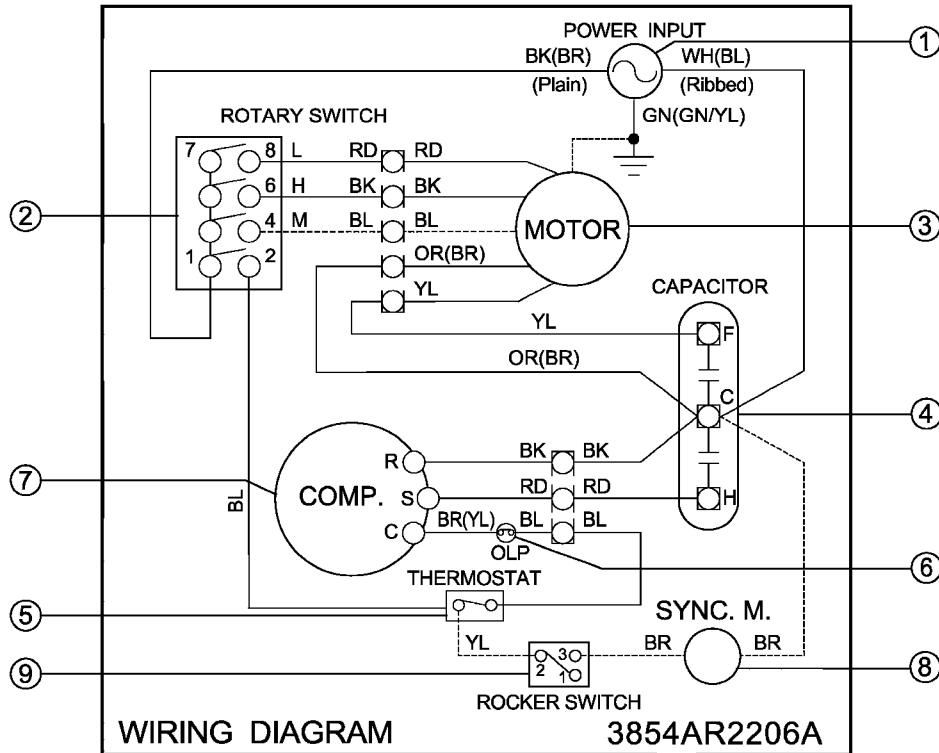 POWER INPUT
1
BK(BR) WH(BL)
(Plain) (Ribbed)
GN(GN/YL)
ROTARY SWITCH
7 8 L RD RD
6 H BK BK
2
4 M BL BL
MOTOR
3
1 2
OR(BR)
YL
CAPACITOR
YL
F
OR(BR)
C
4
R BK BK
7
COMP.
S RD RD
H
BL
C BR(YL) BL BL
OLP
6
THERMOSTAT
5
SYNC. M.
YL
BR BR
9
2 3 1
8
ROCKER SWITCH
WIRING DIAGRAM 3854AR2206A